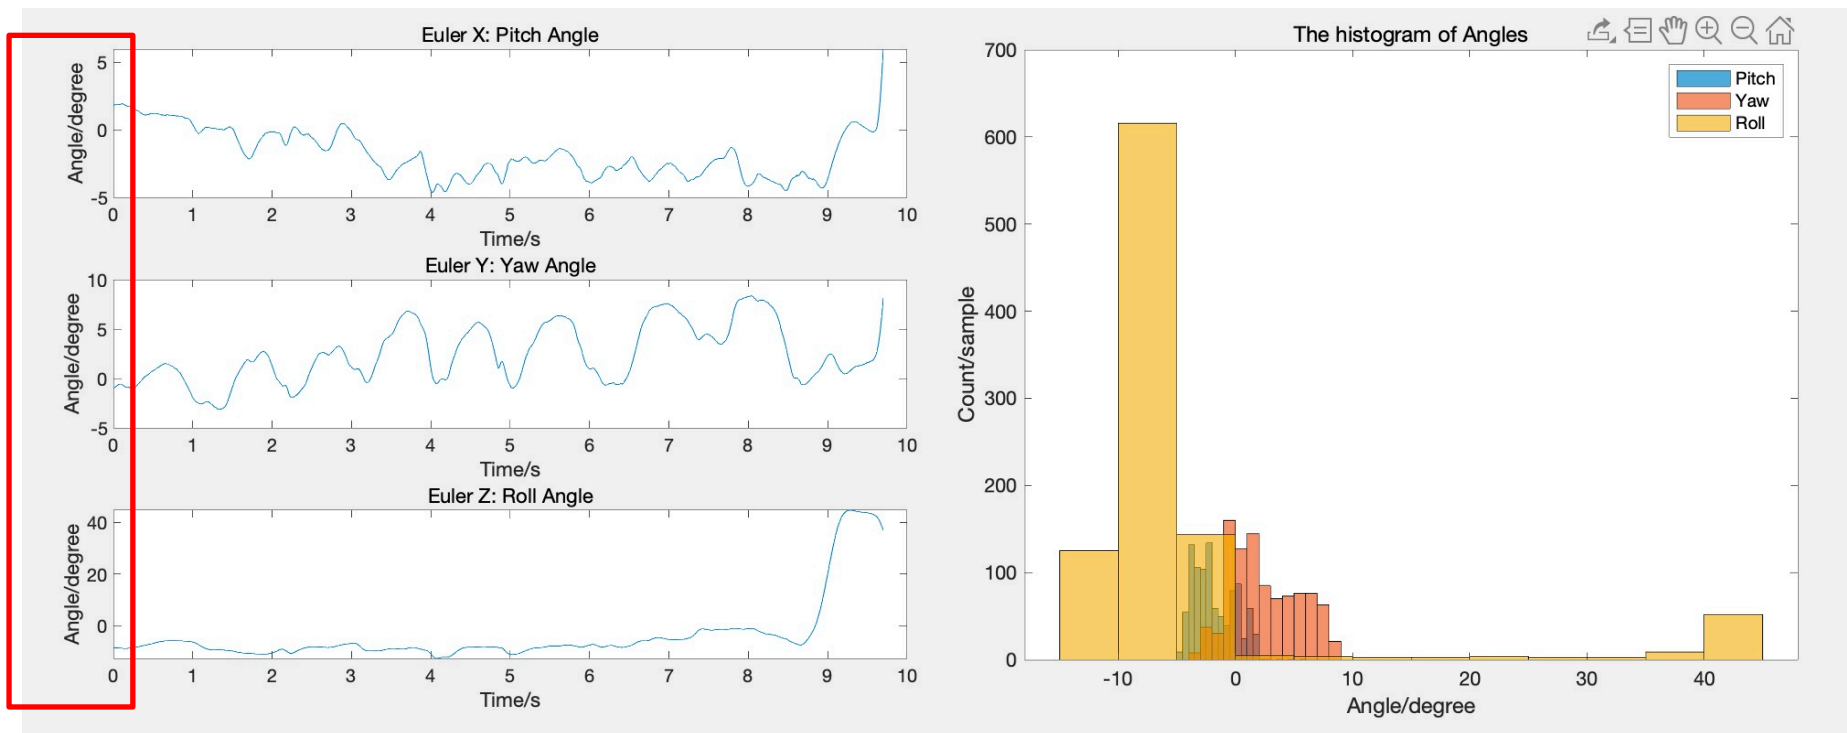 Euler X: Pitch Angle
Angle/degree
5
0
-5
0 1 2 3 4 5 6 7 8 9 10
Time/s
Euler Y: Yaw Angle
Angle/degree
10
5
0
-5
0 1 2 3 4 5 6 7 8 9 10
Time/s
Euler Z: Roll Angle
Angle/degree
40
20
0
0 1 2 3 4 5 6 7 8 9 10
Time/s
The histogram of Angles
Pitch
Yaw
Roll
Count/sample
700
600
500
400
300
200
100
0
-10 0 10 20 30 40
Angle/degree